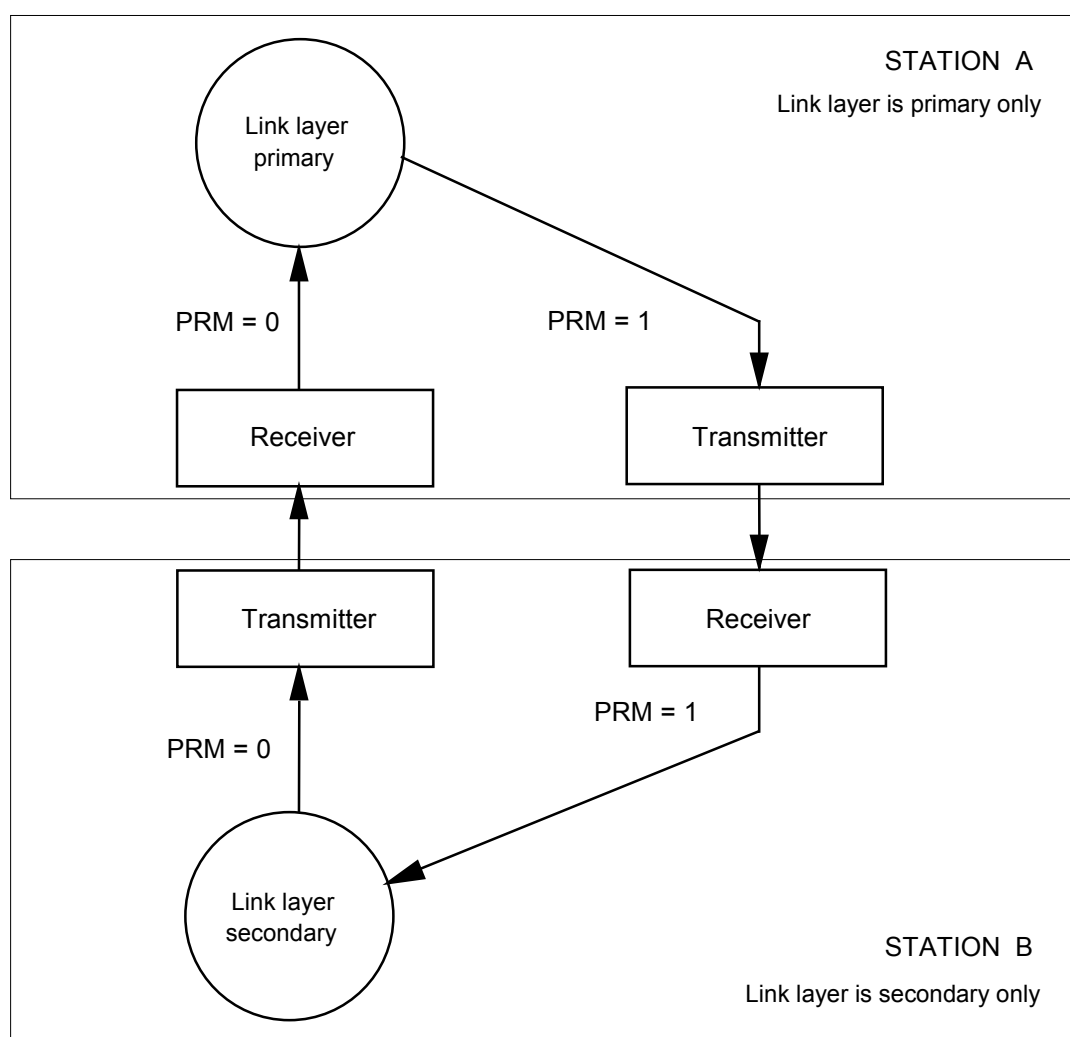 STATION A
Link layer is primary only
Link layer
primary
PRM = 0
PRM = 1
Receiver
Transmitter
Transmitter
Receiver
PRM = 1
PRM = 0
Link layer
secondary
STATION B
Link layer is secondary only